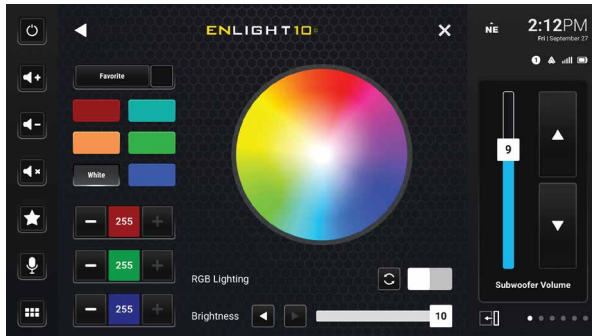 ENLIGHT10
NE
2:12PM
Fri | September 27
1
Favorite
White
9
255
255
255
RGB Lighting
Brightness
10
Subwoofer Volume